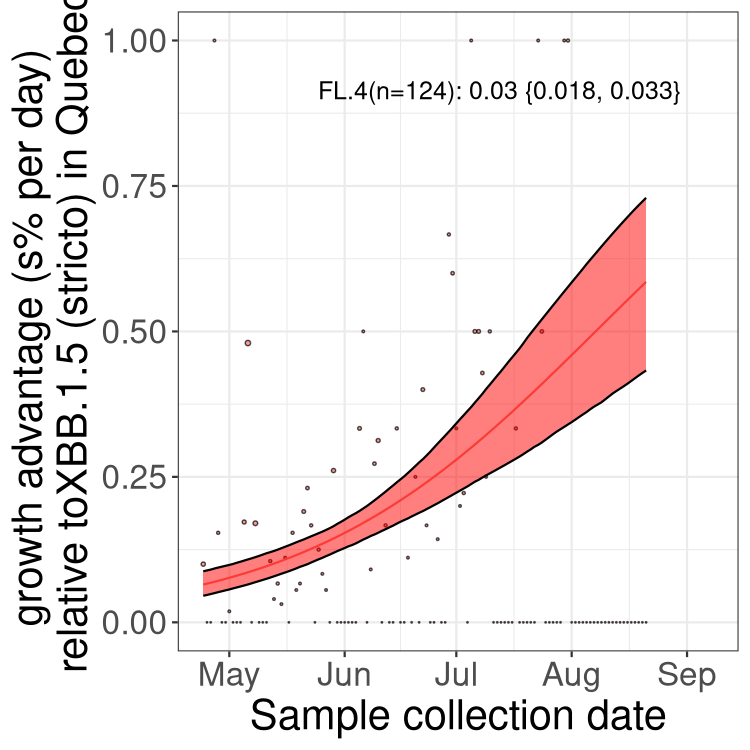 growth advantage (s% per day)
relative toXBB.1.5 (stricto) in Quebec
1.00
0.75
0.50
0.25
0.00
FL.4(n=124): 0.03 {0.018, 0.033}
May Jun Jul Aug Sep
Sample collection date